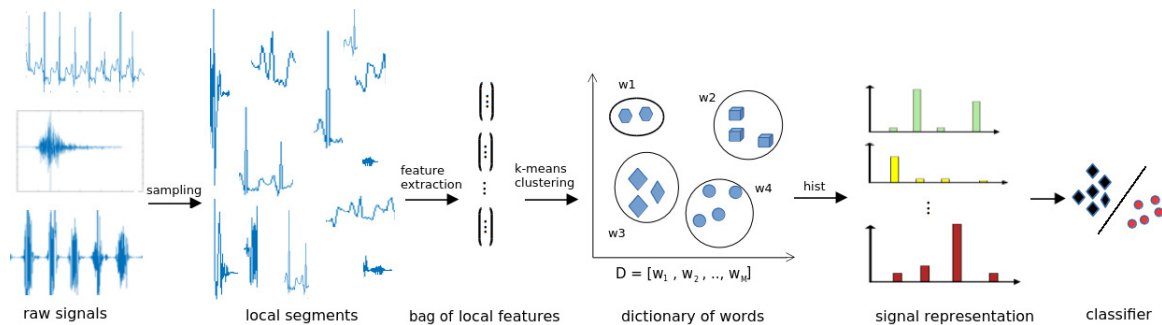 sampling
feature
extraction
k-means
clustering
w1
w2
w3
w4
D = [w1 , w2 , .., wM]
hist
raw signals
local segments
bag of local features
dictionary of words
signal representation
classifier